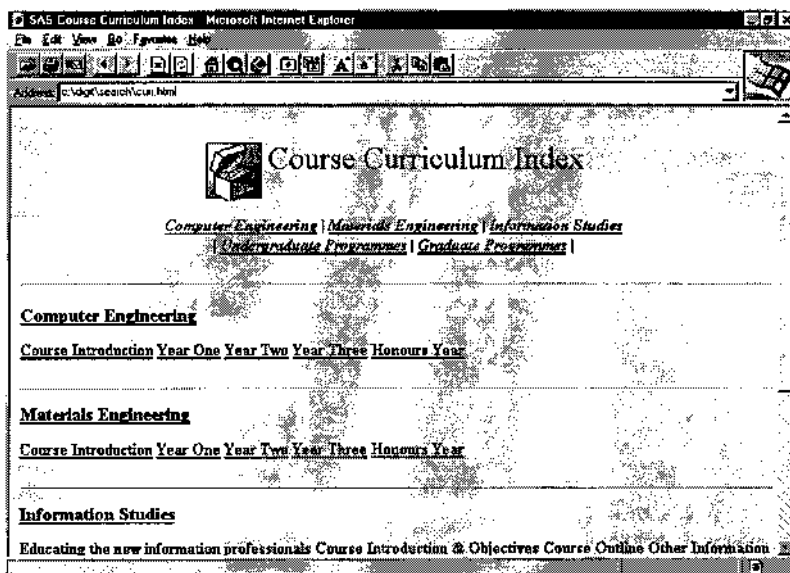 SAS Course Curriculum Index - Microsoft Internet Explorer
File Edit View Go Favorites Help
Address c:\digit\search\curi.html
Course Curriculum Index
Computer Engineering | Materials Engineering | Information Studies
| Undergraduate Programmes | Graduate Programmes |
Computer Engineering
Course Introduction Year One Year Two Year Three Honours Year
Materials Engineering
Course Introduction Year One Year Two Year Three Honours Year
Information Studies
Educating the new information professionals Course Introduction & Objectives Course Outline Other Information